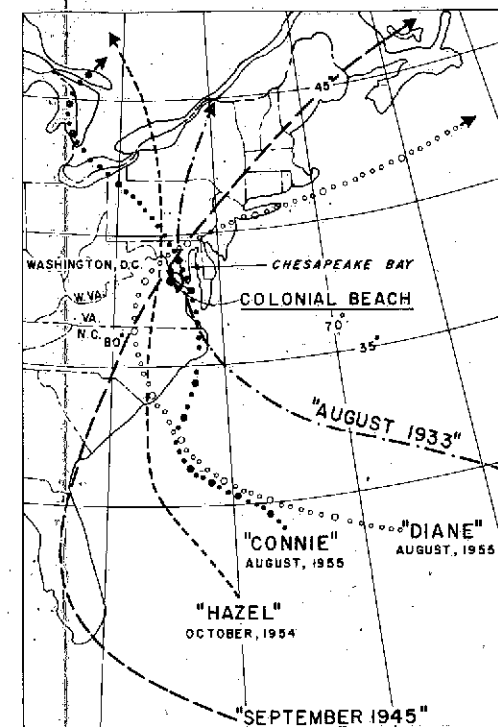 45°
WASHINGTON, D.C.
CHESAPEAKE BAY
W. VA.
COLONIAL BEACH
VA.
N.C.
80°
70°
35°
"AUGUST 1933"
"CONNIE"
AUGUST, 1955
"DIANE"
AUGUST, 1955
"HAZEL"
OCTOBER, 1954
"SEPTEMBER 1945"